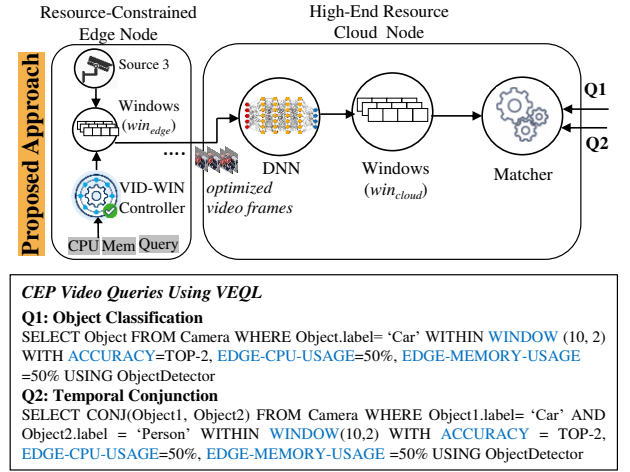 Resource-Constrained
Edge Node
High-End Resource
Cloud Node
Proposed Approach
Source 3
Windows
(win_edge)
....
VID-WIN
Controller
CPU Mem Query
optimized
video frames
DNN
Windows
(win_cloud)
Matcher
Q1
Q2
CEP Video Queries Using VEQL
Q1: Object Classification
SELECT Object FROM Camera WHERE Object.label= ‘Car’ WITHIN WINDOW (10, 2)
WITH ACCURACY=TOP-2, EDGE-CPU-USAGE=50%, EDGE-MEMORY-USAGE
=50% USING ObjectDetector
Q2: Temporal Conjunction
SELECT CONJ(Object1, Object2) FROM Camera WHERE Object1.label= ‘Car’ AND
Object2.label = ‘Person’ WITHIN WINDOW(10,2) WITH ACCURACY = TOP-2,
EDGE-CPU-USAGE=50%, EDGE-MEMORY-USAGE =50% USING ObjectDetector